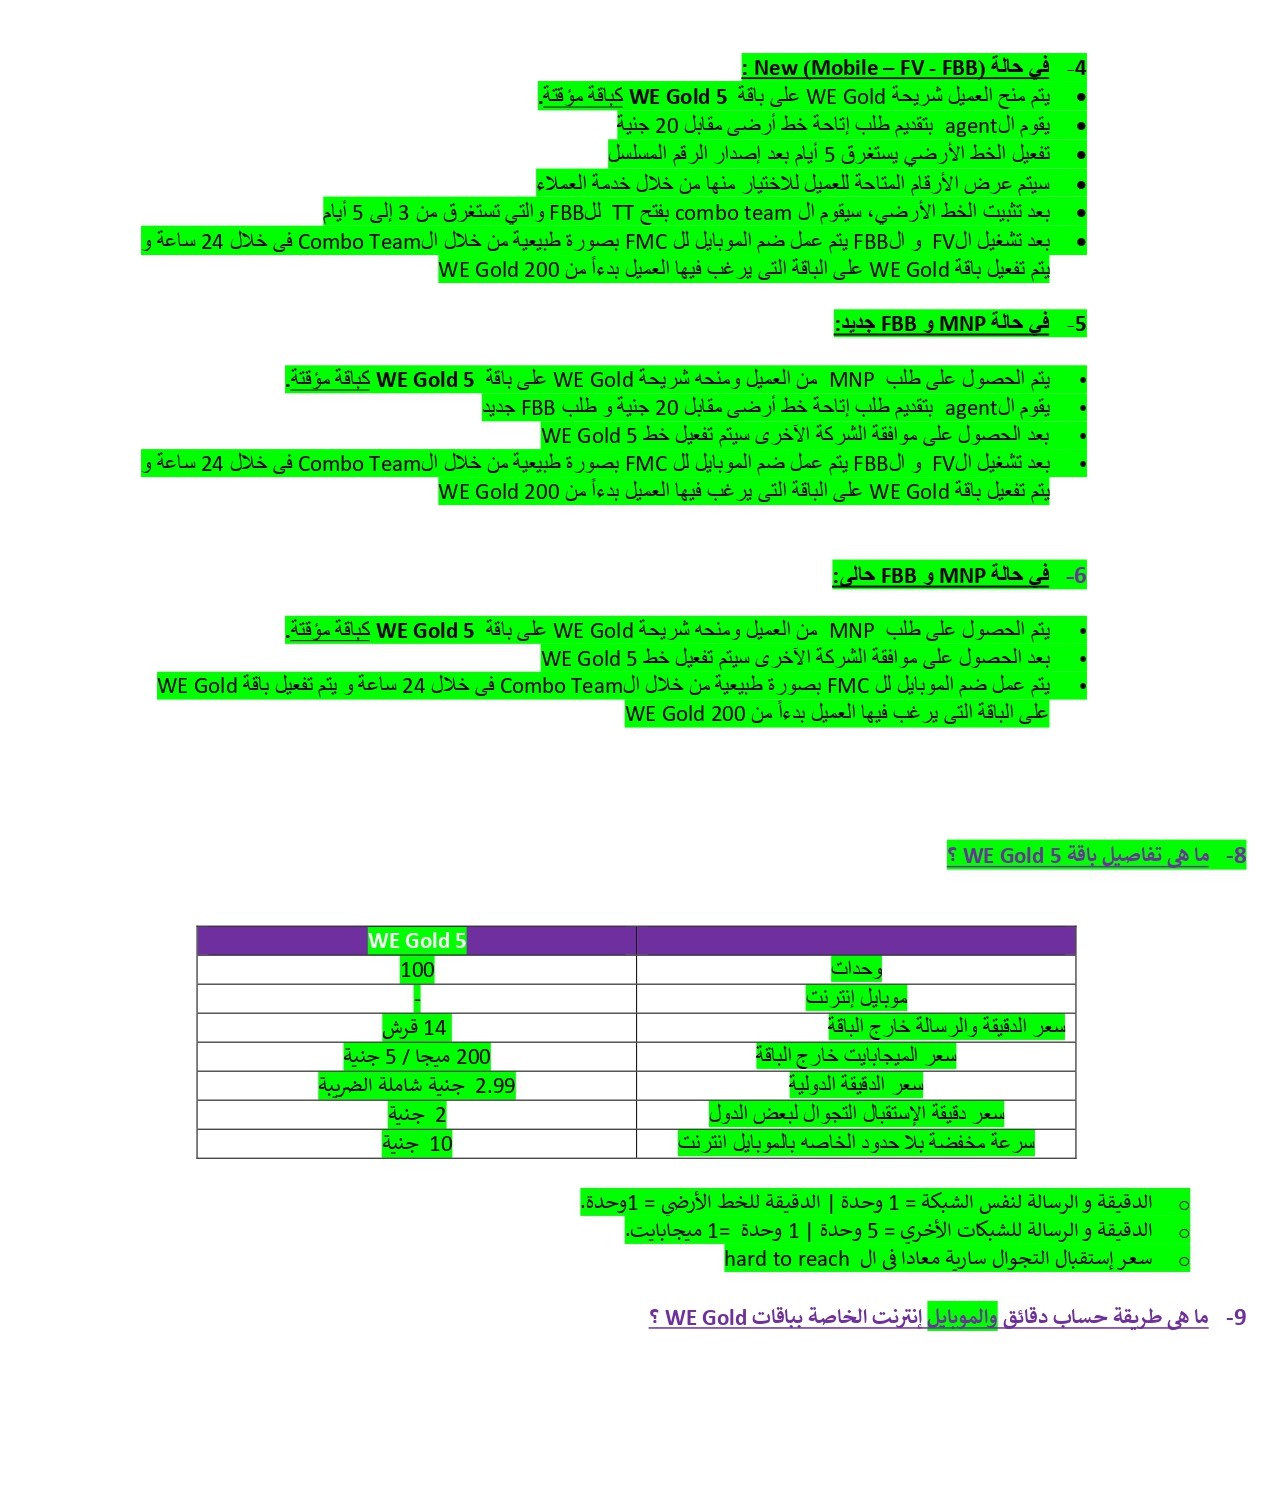 4- في حالة New (Mobile – FV - FBB) :
• يتم منح العميل شريحة WE Gold على باقة WE Gold 5 كباقة مؤقتة.
• يقوم الagent بتقديم طلب إتاحة خط أرضى مقابل 20 جنية
• تفعيل الخط الأرضي يستغرق 5 أيام بعد إصدار الرقم المسلسل
• سيتم عرض الأرقام المتاحة للعميل للاختيار منها من خلال خدمة العملاء
• بعد تثبيت الخط الأرضي، سيقوم ال combo team بفتح TT للFBB والتي تستغرق من 3 إلى 5 أيام
• بعد تشغيل الFV و الFBB يتم عمل ضم الموبايل لل FMC بصورة طبيعية من خلال الCombo Team فى خلال 24 ساعة و
يتم تفعيل باقة WE Gold على الباقة التى يرغب فيها العميل بدءاً من WE Gold 200
5- في حالة MNP و FBB جديد:
• يتم الحصول على طلب MNP من العميل ومنحه شريحة WE Gold على باقة WE Gold 5 كباقة مؤقتة.
• يقوم الagent بتقديم طلب إتاحة خط أرضى مقابل 20 جنية و طلب FBB جديد
• بعد الحصول على موافقة الشركة الآخرى سيتم تفعيل خط WE Gold 5
• بعد تشغيل الFV و الFBB يتم عمل ضم الموبايل لل FMC بصورة طبيعية من خلال الCombo Team فى خلال 24 ساعة و
يتم تفعيل باقة WE Gold على الباقة التى يرغب فيها العميل بدءاً من WE Gold 200
6- في حالة MNP و FBB حالى:
• يتم الحصول على طلب MNP من العميل ومنحه شريحة WE Gold على باقة WE Gold 5 كباقة مؤقتة.
• بعد الحصول على موافقة الشركة الآخرى سيتم تفعيل خط WE Gold 5
• يتم عمل ضم الموبايل لل FMC بصورة طبيعية من خلال الCombo Team فى خلال 24 ساعة و يتم تفعيل باقة WE Gold
على الباقة التى يرغب فيها العميل بدءاً من WE Gold 200
8- ما هى تفاصيل باقة WE Gold 5 ؟
WE Gold 5
وحدات 100
موبايل إنترنت -
سعر الدقيقة والرسالة خارج الباقة 14 قرش
سعر الميجابايت خارج الباقة 200 ميجا / 5 جنية
سعر الدقيقة الدولية 2.99 جنية شاملة الضريبة
سعر دقيقة الإستقبال التجوال لبعض الدول 2 جنية
سرعة مخفضة بلا حدود الخاصه بالموبايل انترنت 10 جنية
o الدقيقة و الرسالة لنفس الشبكة = 1 وحدة | الدقيقة للخط الأرضي = 1وحدة.
o الدقيقة و الرسالة للشبكات الأخري = 5 وحدة | 1 وحدة =1 ميجابايت.
o سعر إستقبال التجوال سارية معادا فى ال hard to reach
9- ما هى طريقة حساب دقائق والموبايل إنترنت الخاصة بباقات WE Gold ؟